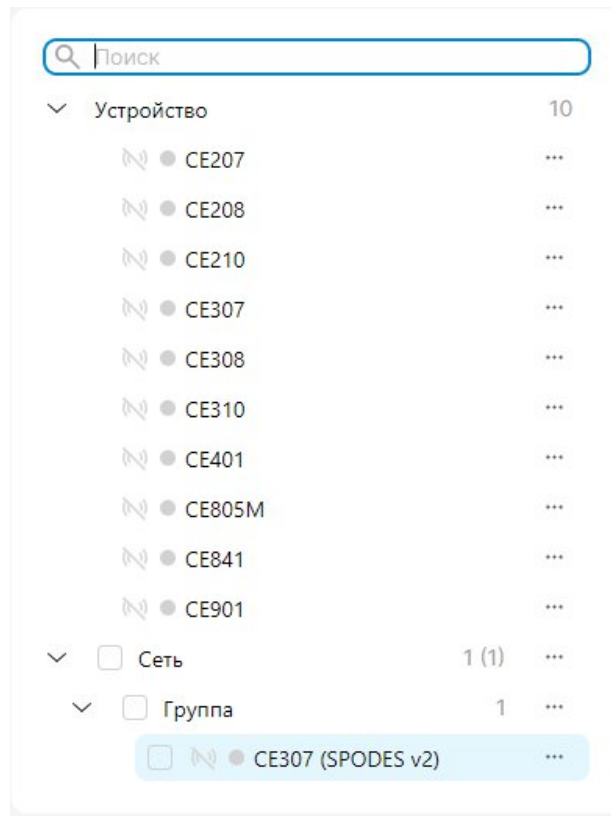 Поиск
Устройство 10
CE207 ...
CE208 ...
CE210 ...
CE307 ...
CE308 ...
CE310 ...
CE401 ...
CE805M ...
CE841 ...
CE901 ...
Сеть 1 (1) ...
Группа 1 ...
CE307 (SPODES v2) ...